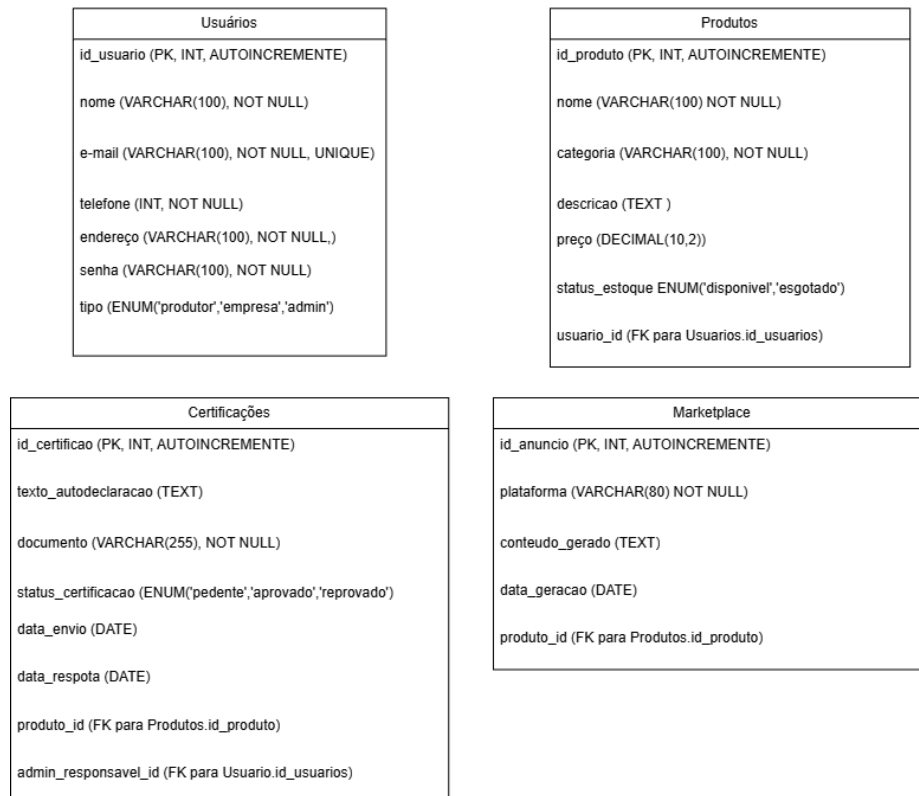 Usuários
id_usuario (PK, INT, AUTOINCREMENTE)
nome (VARCHAR(100), NOT NULL)
e-mail (VARCHAR(100), NOT NULL, UNIQUE)
telefone (INT, NOT NULL)
endereço (VARCHAR(100), NOT NULL,)
senha (VARCHAR(100), NOT NULL)
tipo (ENUM('produtor','empresa','admin')
Produtos
id_produto (PK, INT, AUTOINCREMENTE)
nome (VARCHAR(100) NOT NULL)
categoria (VARCHAR(100), NOT NULL)
descricao (TEXT )
preço (DECIMAL(10,2))
status_estoque ENUM('disponivel','esgotado')
usuario_id (FK para Usuarios.id_usuarios)
Certificações
id_certificao (PK, INT, AUTOINCREMENTE)
texto_autodeclaracao (TEXT)
documento (VARCHAR(255), NOT NULL)
status_certificacao (ENUM('pedente','aprovado','reprovado')
data_envio (DATE)
data_respota (DATE)
produto_id (FK para Produtos.id_produto)
admin_responsavel_id (FK para Usuario.id_usuarios)
Marketplace
id_anuncio (PK, INT, AUTOINCREMENTE)
plataforma (VARCHAR(80) NOT NULL)
conteudo_gerado (TEXT)
data_geracao (DATE)
produto_id (FK para Produtos.id_produto)